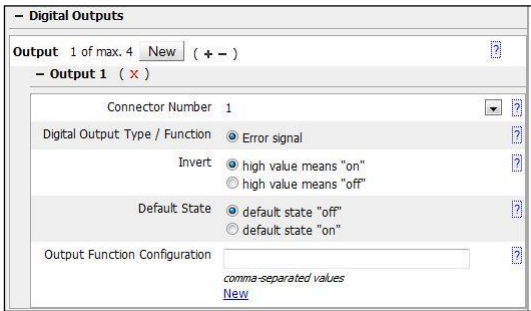 − Digital Outputs
Output 1 of max. 4 New ( + − ) ?
− Output 1 ( X )
Connector Number 1 ?
Digital Output Type / Function Error signal ?
Invert high value means "on" ?
high value means "off"
Default State default state "off" ?
default state "on"
Output Function Configuration ?
comma-separated values
New